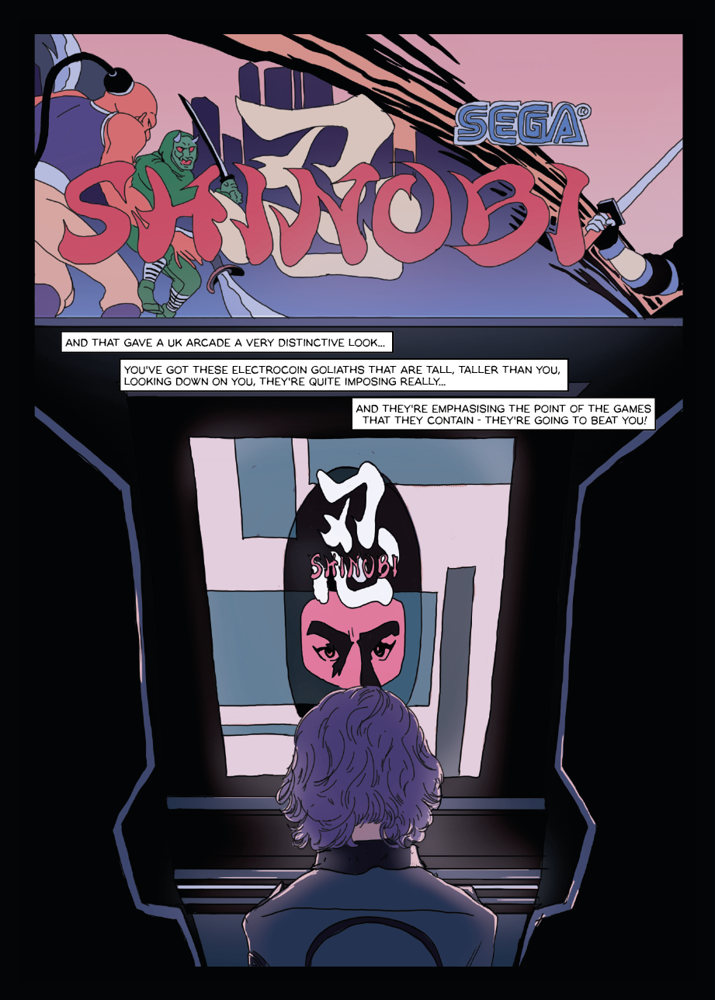 忍
SEGA®
SHINOBI
AND THAT GAVE A UK ARCADE A VERY DISTINCTIVE LOOK...
YOU'VE GOT THESE ELECTROCOIN GOLIATHS THAT ARE TALL, TALLER THAN YOU,
LOOKING DOWN ON YOU, THEY'RE QUITE IMPOSING REALLY...
AND THEY'RE EMPHASISING THE POINT OF THE GAMES
THAT THEY CONTAIN - THEY'RE GOING TO BEAT YOU!
忍
SHINOBI